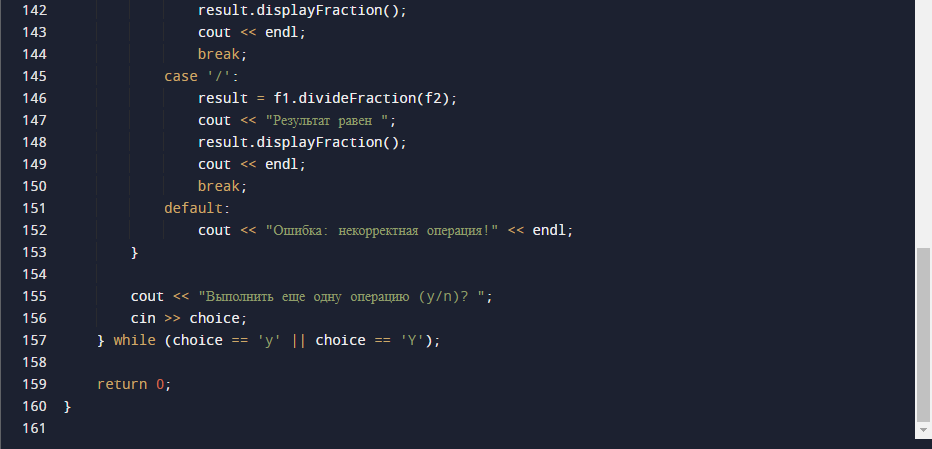 142                 result.displayFraction();
143                 cout << endl;
144                 break;
145             case '/':
146                 result = f1.divideFraction(f2);
147                 cout << "Результат равен ";
148                 result.displayFraction();
149                 cout << endl;
150                 break;
151             default:
152                 cout << "Ошибка: некорректная операция!" << endl;
153         }
154
155         cout << "Выполнить еще одну операцию (y/n)? ";
156         cin >> choice;
157     } while (choice == 'y' || choice == 'Y');
158
159     return 0;
160 }
161